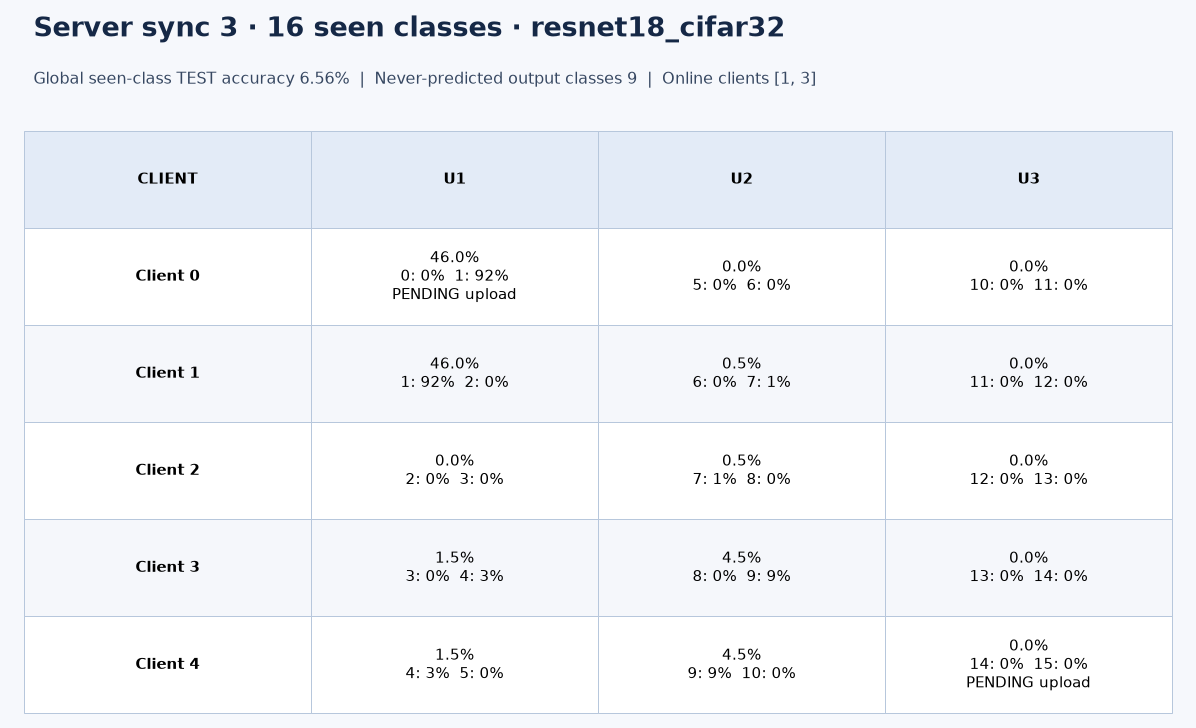 Server sync 3 · 16 seen classes · resnet18_cifar32
Global seen-class TEST accuracy 6.56%  |  Never-predicted output classes 9  |  Online clients [1, 3]
CLIENT
U1
U2
U3
Client 0
46.0%
0: 0%  1: 92%
PENDING upload
0.0%
5: 0%  6: 0%
0.0%
10: 0%  11: 0%
Client 1
46.0%
1: 92%  2: 0%
0.5%
6: 0%  7: 1%
0.0%
11: 0%  12: 0%
Client 2
0.0%
2: 0%  3: 0%
0.5%
7: 1%  8: 0%
0.0%
12: 0%  13: 0%
Client 3
1.5%
3: 0%  4: 3%
4.5%
8: 0%  9: 9%
0.0%
13: 0%  14: 0%
Client 4
1.5%
4: 3%  5: 0%
4.5%
9: 9%  10: 0%
0.0%
14: 0%  15: 0%
PENDING upload